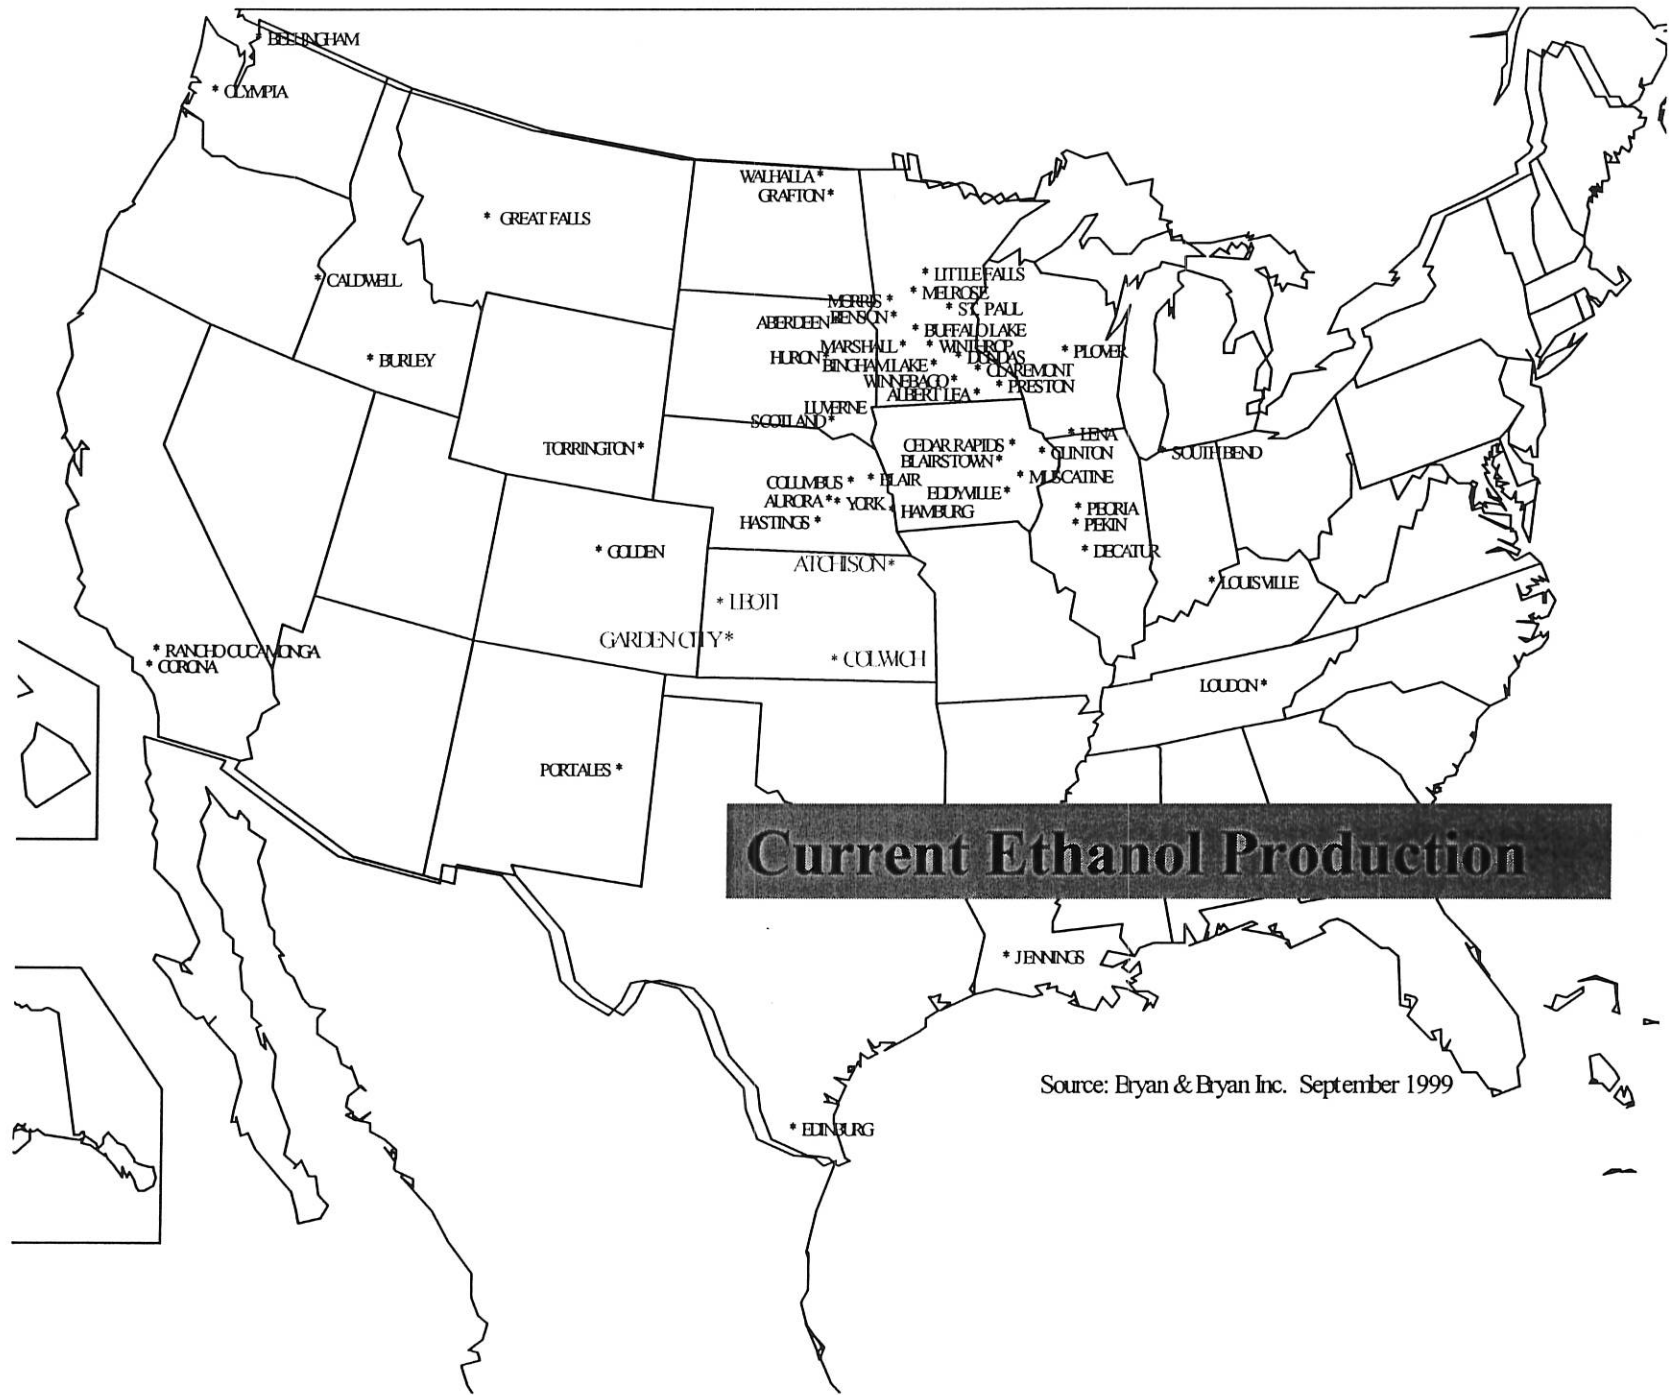 * BELLINGHAM
* OLYMPIA
WALHALLA *
GRAFTON *
* GREAT FALLS
* LITTLE FALLS
* CALDWELL
* MELROSE
MORRIS *
* ST. PAUL
BENSON *
ABERDEEN *
* BUFFALO LAKE
MARSHALL *
* WINTHROP
* PILOVER
HURON *
* DUNDAS
* BURLEY
BINGHAM LAKE *
* CLAREMONT
WINNEBAGO *
* PRESTON
ALBERT LEA *
LUVERNE
SCOTLAND *
* LENA
CEDAR RAPIDS *
TORRINGTON *
* CLINTON
* SOUTH BEND
BLAIRSTOWN *
* MUSCATINE
COLUMBUS *
* BLAIR
EDDYVILLE *
AURORA *
* YORK
* HAMBURG
* PEORIA
HASTINGS *
* PEKIN
* GOLDEN
* DECATUR
ATCHISON *
* LOUISVILLE
* LEOTI
GARDEN CITY *
* RANCHO CUCAMONGA
* COLWICH
* CORONA
LOUDON *
PORTALES *
Current Ethanol Production
* JENNINGS
Source: Bryan & Bryan Inc. September 1999
* EDINBURG